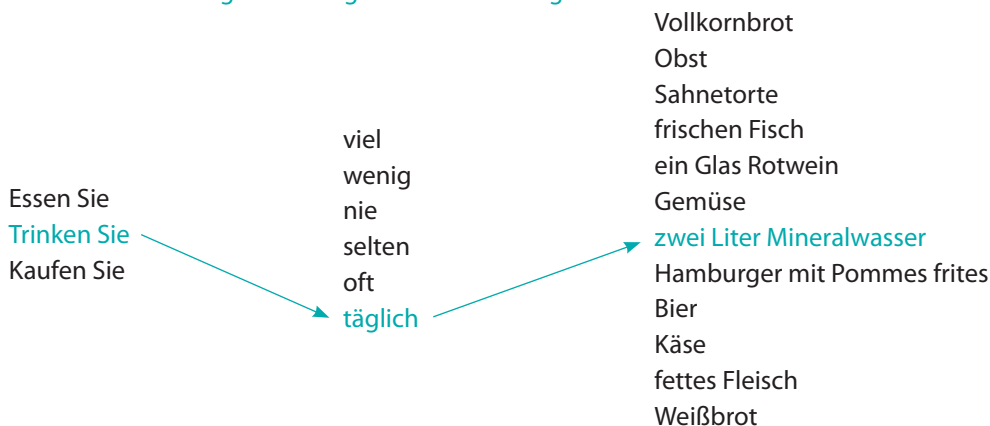 Essen Sie
Trinken Sie
Kaufen Sie
viel
wenig
nie
selten
oft
täglich
Vollkornbrot
Obst
Sahnetorte
frischen Fisch
ein Glas Rotwein
Gemüse
zwei Liter Mineralwasser
Hamburger mit Pommes frites
Bier
Käse
fettes Fleisch
Weißbrot